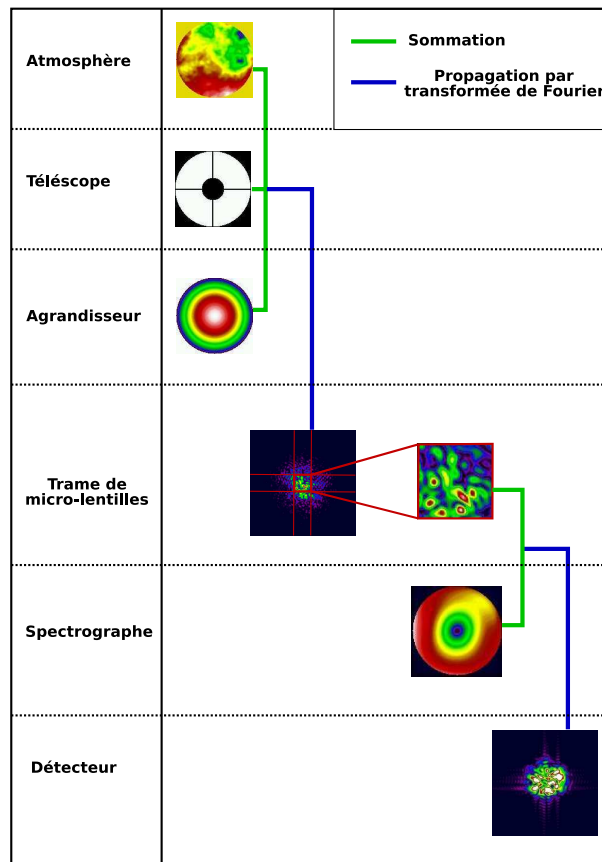 Atmosphère
Sommation
Propagation par
transformée de Fourier
Téléscope
Agrandisseur
Trame de
micro-lentilles
Spectrographe
Détecteur